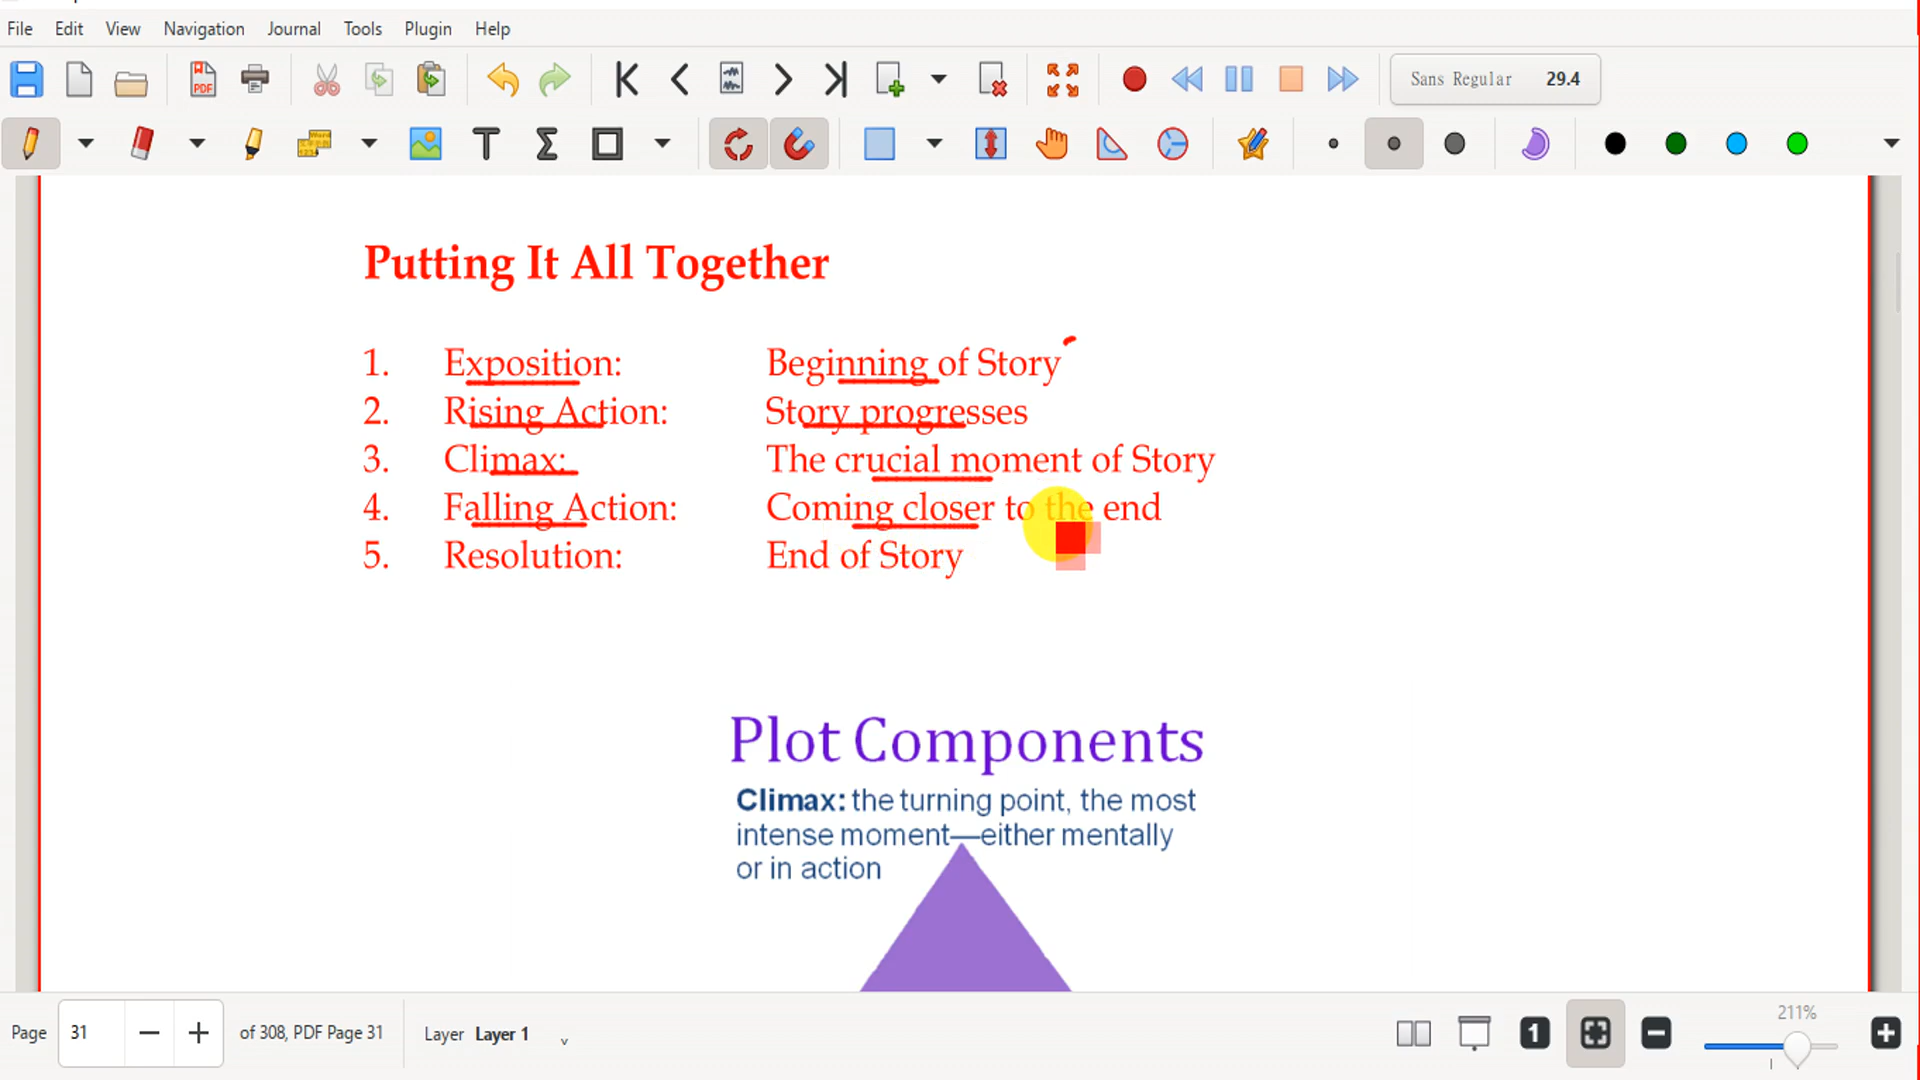 File Edit View Navigation Journal Tools Plugin Help
Sans Regular 29.4
Putting It All Together
1. Exposition: Beginning of Story
2. Rising Action: Story progresses
3. Climax: The crucial moment of Story
4. Falling Action: Coming closer to the end
5. Resolution: End of Story
Plot Components
Climax: the turning point, the most
intense moment—either mentally
or in action
Page 31 of 308, PDF Page 31 Layer Layer 1 211%